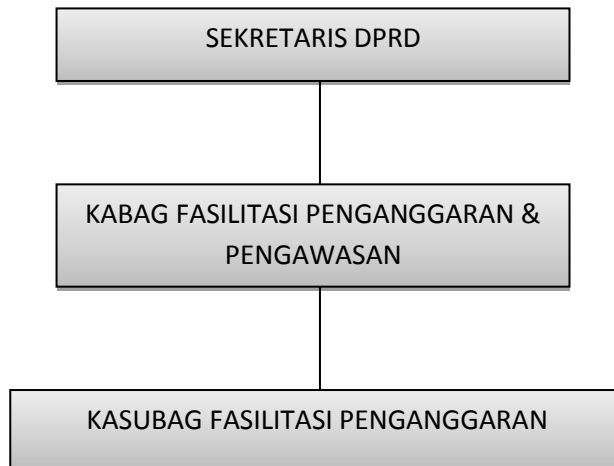 SEKRETARIS DPRD
KABAG FASILITASI PENGANGGARAN &
PENGAWASAN
KASUBAG FASILITASI PENGANGGARAN